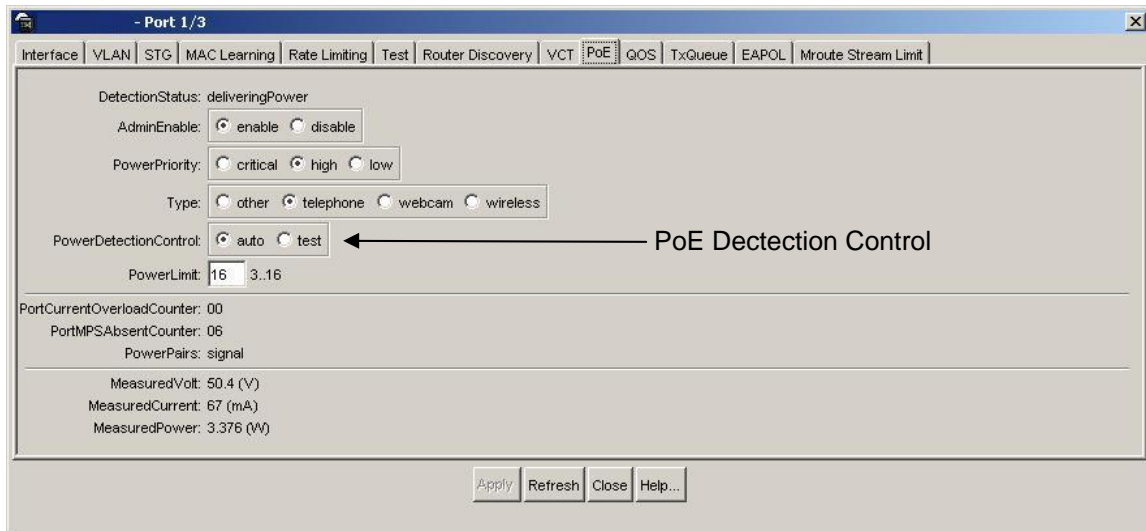 - Port 1/3
Interface VLAN STG MAC Learning Rate Limiting Test Router Discovery VCT PoE QOS TxQueue EAPOL Mroute Stream Limit
DetectionStatus: deliveringPower
AdminEnable: enable disable
PowerPriority: critical high low
Type: other telephone webcam wireless
PowerDetectionControl: auto test
PoE Dectection Control
PowerLimit: 16 3..16
PortCurrentOverloadCounter: 00
PortMPSAbsentCounter: 06
PowerPairs: signal
MeasuredVolt: 50.4 (V)
MeasuredCurrent: 67 (mA)
MeasuredPower: 3.376 (W)
Apply Refresh Close Help...